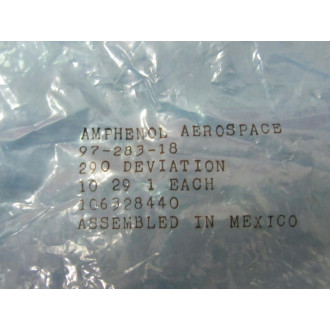 AMPHENOL AEROSPACE
97-283-18
290 DEVIATION
10 29 1 EACH
106328440
ASSEMBLED IN MEXICO